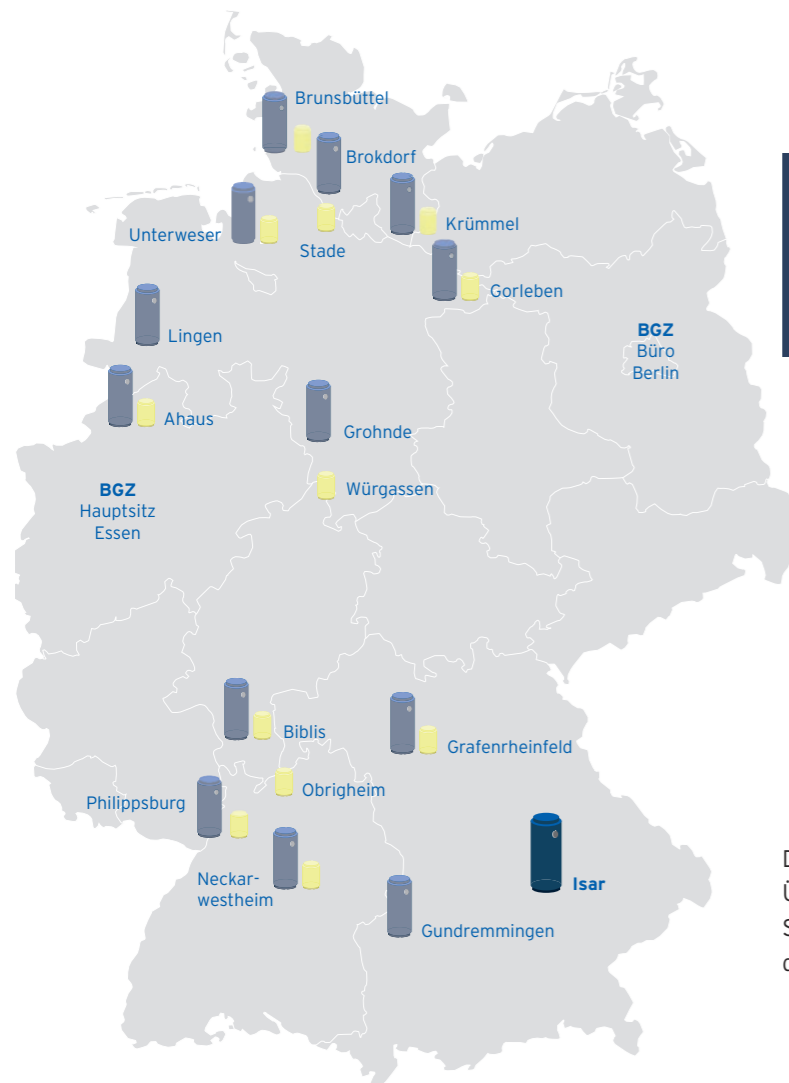 Brunsbüttel
Brokdorf
Unterweser
Stade
Krümmel
Gorleben
Lingen
BGZ
Büro
Berlin
Ahaus
Grohnde
BGZ
Hauptsitz
Essen
Würgassen
Biblis
Grafenrheinfeld
Obrigheim
Philippsburg
Neckar-
westheim
Isar
Gundremmingen